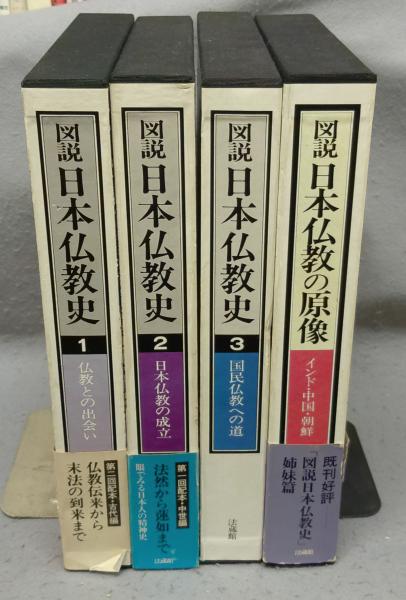 図説
日本仏教史
1
仏教との出会い
第二回配本・古代編
仏教伝来から
末法の到来まで
図説
日本仏教史
2
日本仏教の成立
第一回配本・中世編
法然から蓮如まで
眼でみる日本人の精神史
法蔵館
図説
日本仏教史
3
国民仏教への道
法蔵館
図説
日本仏教の原像
インド・中国・朝鮮
既刊好評
「図説日本仏教史」
姉妹篇
法蔵館